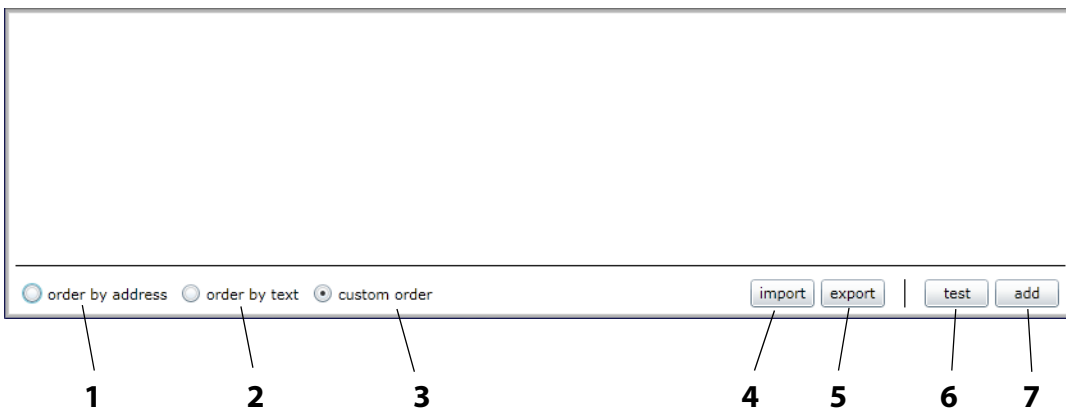 order by address order by text custom order import export test add
1 2 3 4 5 6 7